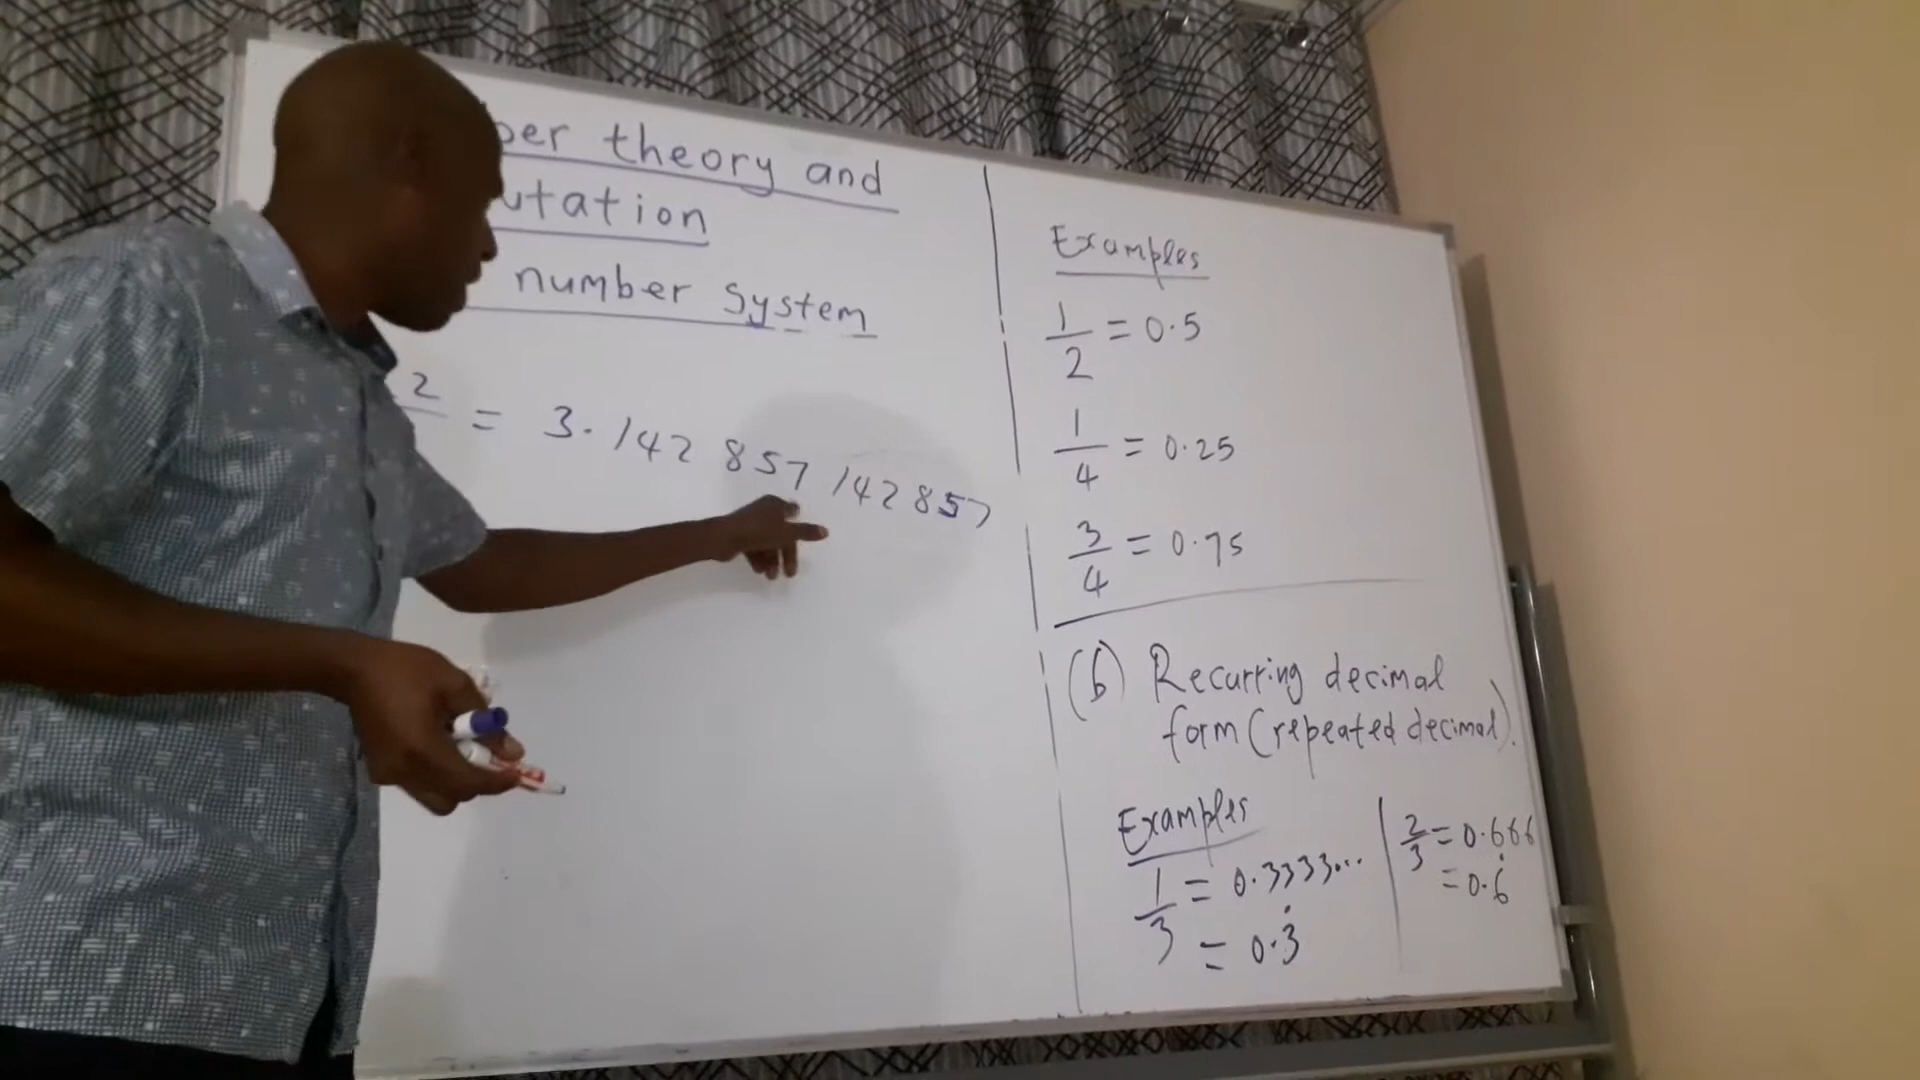 ber theory and
utation
number system
2 = 3.142 857 142857
Examples
1/2 = 0.5
1/4 = 0.25
3/4 = 0.75
(b) Recurring decimal
form (repeated decimal).
Examples
1/3 = 0.3333...
= 0.3̇
2/3 = 0.666
= 0.6̇